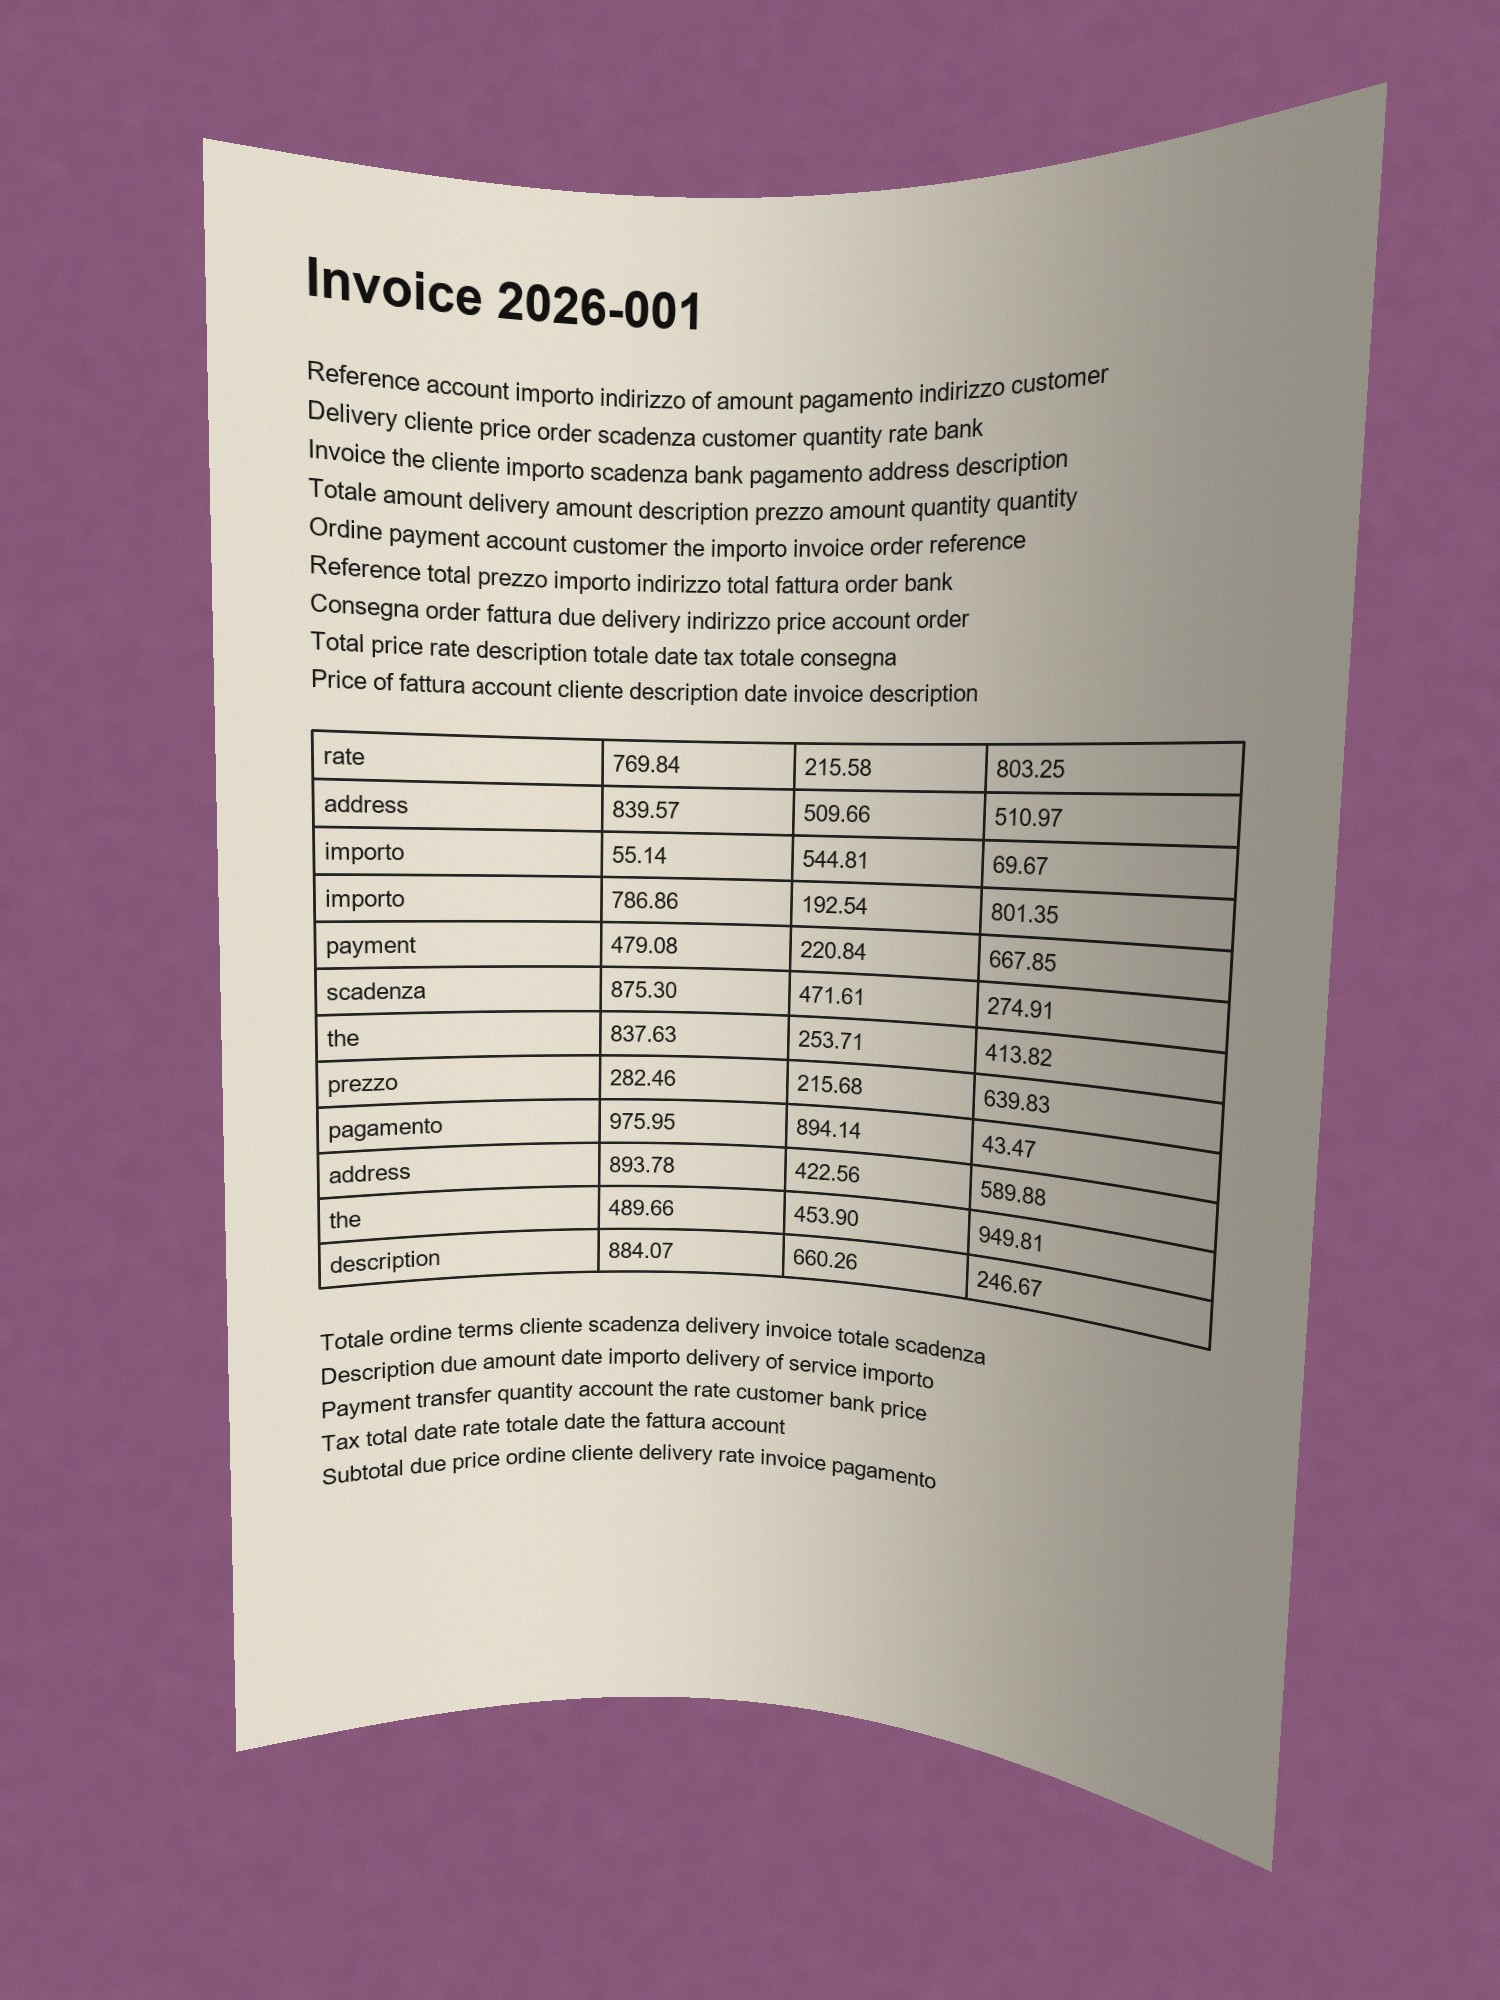 Invoice 2026-001
Reference account importo indirizzo of amount pagamento indirizzo customer
Delivery cliente price order scadenza customer quantity rate bank
Invoice the cliente importo scadenza bank pagamento address description
Totale amount delivery amount description prezzo amount quantity quantity
Ordine payment account customer the importo invoice order reference
Reference total prezzo importo indirizzo total fattura order bank
Consegna order fattura due delivery indirizzo price account order
Total price rate description totale date tax totale consegna
Price of fattura account cliente description date invoice description
rate 769.84 215.58 803.25
address 839.57 509.66 510.97
importo 55.14 544.81 69.67
importo 786.86 192.54 801.35
payment 479.08 220.84 667.85
scadenza 875.30 471.61 274.91
the 837.63 253.71 413.82
prezzo 282.46 215.68 639.83
pagamento 975.95 894.14 43.47
address 893.78 422.56 589.88
the 489.66 453.90 949.81
description 884.07 660.26 246.67
Totale ordine terms cliente scadenza delivery invoice totale scadenza
Description due amount date importo delivery of service importo
Payment transfer quantity account the rate customer bank price
Tax total date rate totale date the fattura account
Subtotal due price ordine cliente delivery rate invoice pagamento